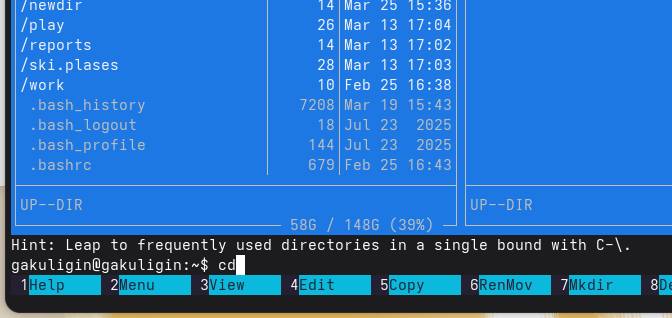 /newdir 14 Mar 25 15:36
/play 26 Mar 13 17:04
/reports 14 Mar 13 17:02
/ski.plases 28 Mar 13 17:03
/work 10 Feb 25 16:38
.bash_history 7208 Mar 19 15:43
.bash_logout 18 Jul 23 2025
.bash_profile 144 Jul 23 2025
.bashrc 679 Feb 25 16:43
UP--DIR UP--DIR
58G / 148G (39%)
Hint: Leap to frequently used directories in a single bound with C-\.
gakuligin@gakuligin:~$ cd
1Help 2Menu 3View 4Edit 5Copy 6RenMov 7Mkdir 8De